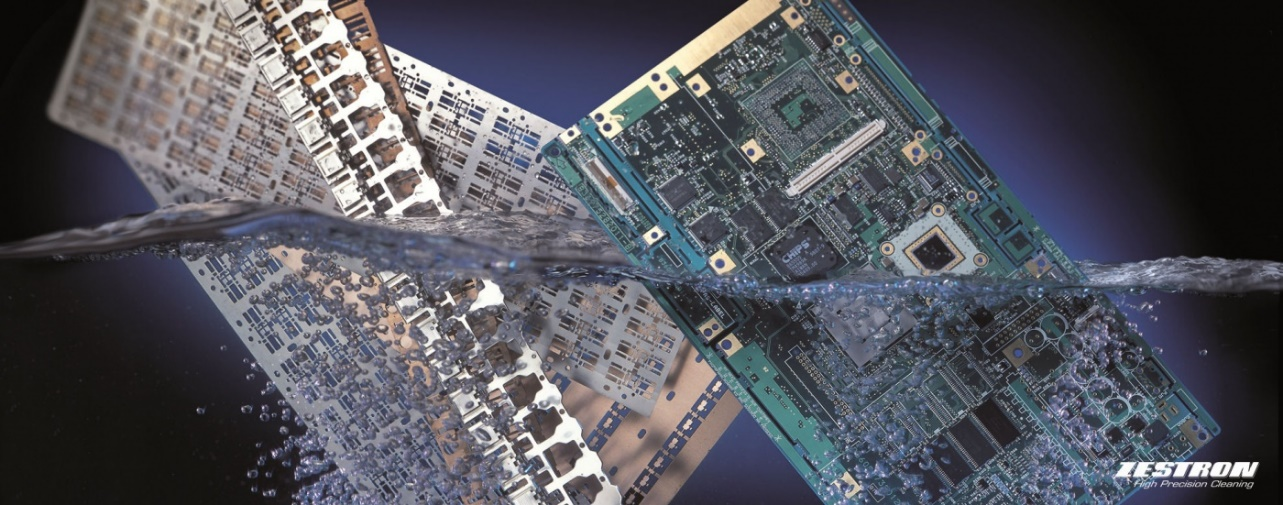 CHIPS
ZESTRON
High Precision Cleaning